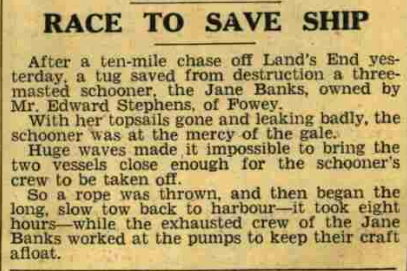 RACE TO SAVE SHIP
After a ten-mile chase off Land's End yes-
terday, a tug saved from destruction a three-
masted schooner, the Jane Banks, owned by
Mr. Edward Stephens, of Fowey.
With her topsails gone and leaking badly, the
schooner was at the mercy of the gale.
Huge waves made it impossible to bring the
two vessels close enough for the schooner's
crew to be taken off.
So a rope was thrown, and then began the
long, slow tow back to harbour—it took eight
hours—while the exhausted crew of the Jane
Banks worked at the pumps to keep their craft
afloat.